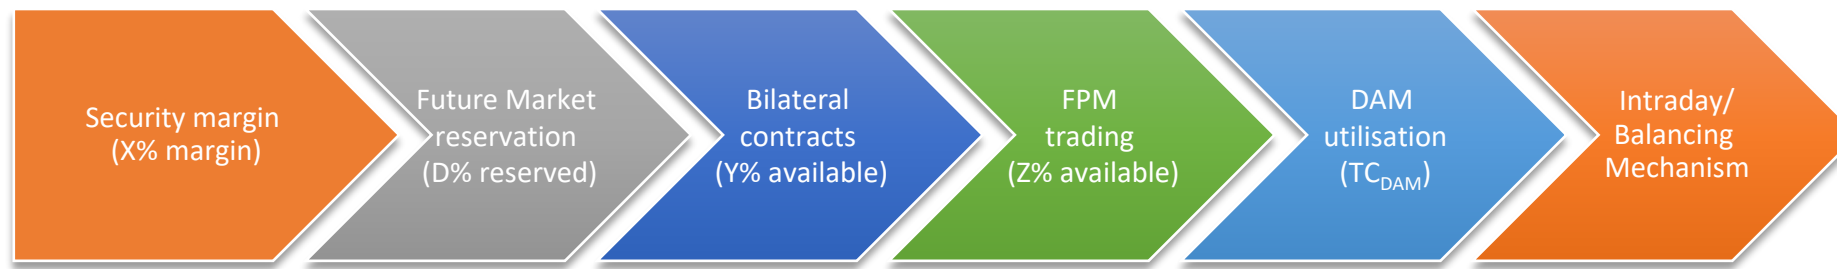 Security margin
(X% margin)
Future Market
reservation
(D% reserved)
Bilateral
contracts
(Y% available)
FPM
trading
(Z% available)
DAM
utilisation
(TCDAM)
Intraday/
Balancing
Mechanism